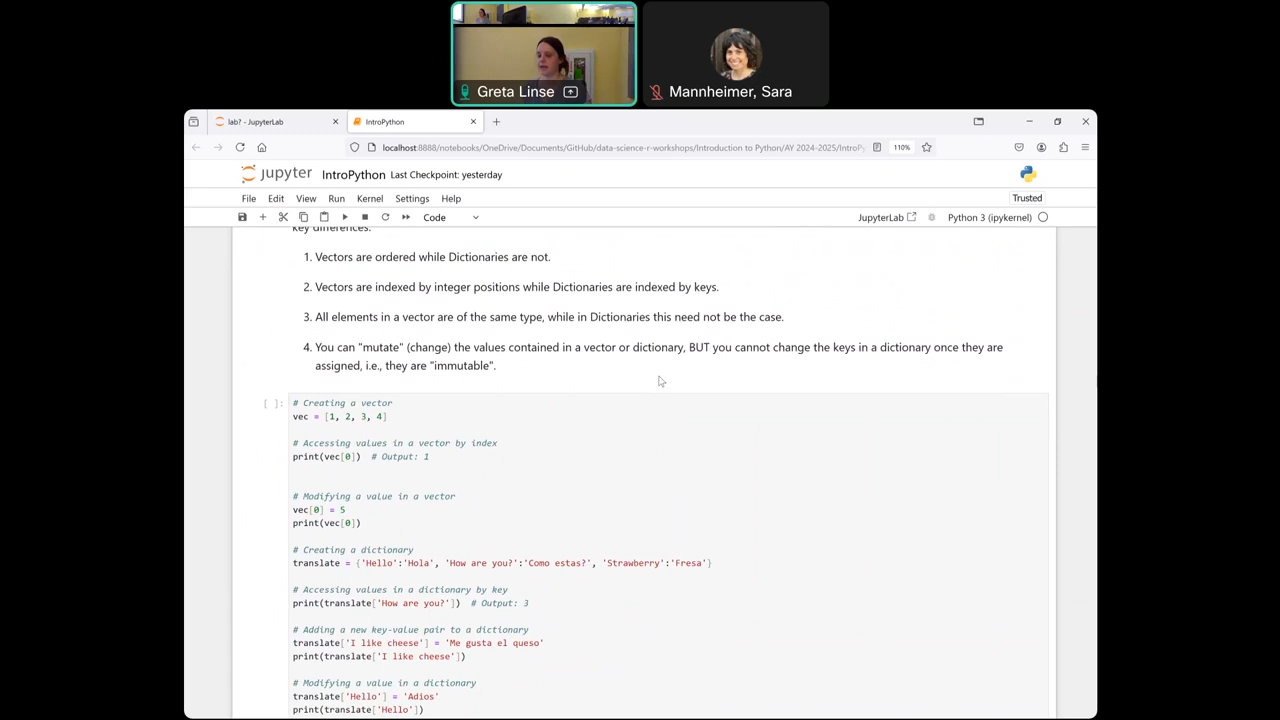 Greta Linse
Mannheimer, Sara
lab? - JupyterLab
IntroPython
localhost:8888/notebooks/OneDrive/Documents/GitHub/data-science-r-workshops/Introduction to Python/AY 2024-2025/IntroPy
110%
jupyter IntroPython Last Checkpoint: yesterday
File Edit View Run Kernel Settings Help
Trusted
Code
JupyterLab
Python 3 (ipykernel)
key differences.
1. Vectors are ordered while Dictionaries are not.
2. Vectors are indexed by integer positions while Dictionaries are indexed by keys.
3. All elements in a vector are of the same type, while in Dictionaries this need not be the case.
4. You can "mutate" (change) the values contained in a vector or dictionary, BUT you cannot change the keys in a dictionary once they are
assigned, i.e., they are "immutable".
[ ]:
# Creating a vector
vec = [1, 2, 3, 4]
# Accessing values in a vector by index
print(vec[0])  # Output: 1
# Modifying a value in a vector
vec[0] = 5
print(vec[0])
# Creating a dictionary
translate = {'Hello':'Hola', 'How are you?':'Como estas?', 'Strawberry':'Fresa'}
# Accessing values in a dictionary by key
print(translate['How are you?'])  # Output: 3
# Adding a new key-value pair to a dictionary
translate['I like cheese'] = 'Me gusta el queso'
print(translate['I like cheese'])
# Modifying a value in a dictionary
translate['Hello'] = 'Adios'
print(translate['Hello'])